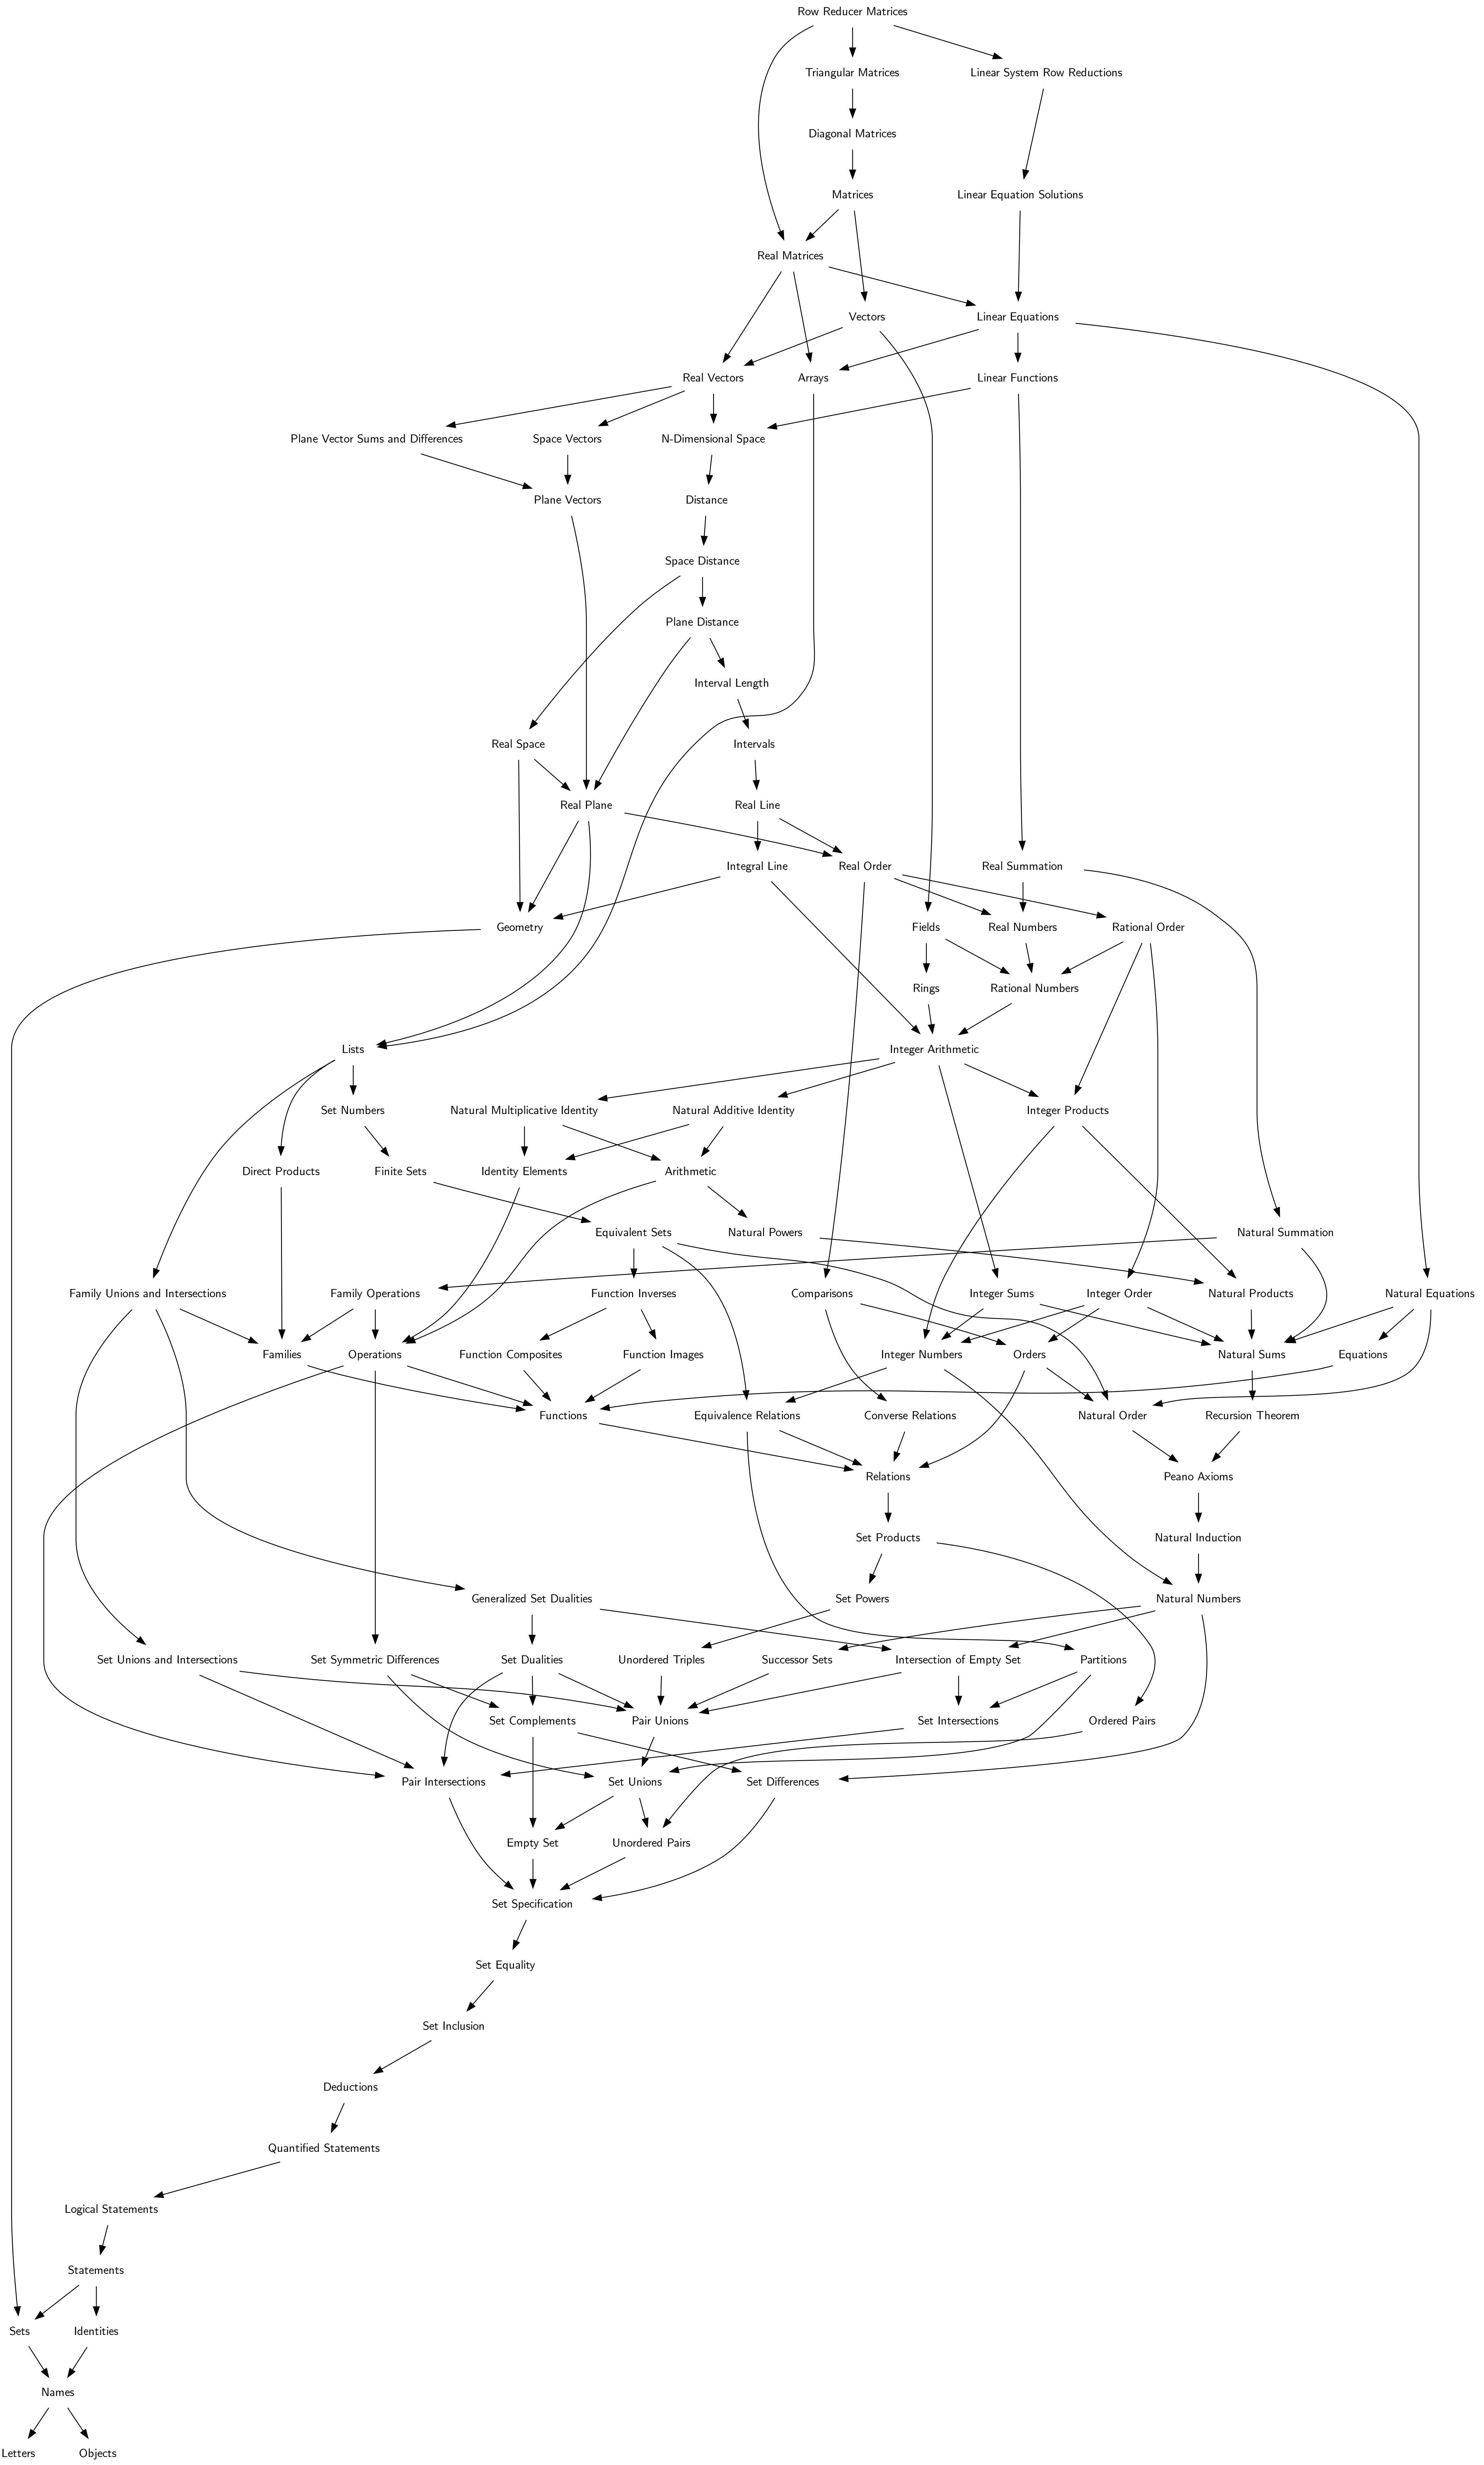 Row Reducer Matrices
Triangular Matrices
Linear System Row Reductions
Diagonal Matrices
Matrices
Linear Equation Solutions
Real Matrices
Vectors
Linear Equations
Real Vectors
Arrays
Linear Functions
Plane Vector Sums and Differences
Space Vectors
N-Dimensional Space
Plane Vectors
Distance
Space Distance
Plane Distance
Interval Length
Real Space
Intervals
Real Plane
Real Line
Integral Line
Real Order
Real Summation
Geometry
Fields
Real Numbers
Rational Order
Rings
Rational Numbers
Lists
Integer Arithmetic
Set Numbers
Natural Multiplicative Identity
Natural Additive Identity
Integer Products
Direct Products
Finite Sets
Identity Elements
Arithmetic
Equivalent Sets
Natural Powers
Natural Summation
Family Unions and Intersections
Family Operations
Function Inverses
Comparisons
Integer Sums
Integer Order
Natural Products
Natural Equations
Families
Operations
Function Composites
Function Images
Integer Numbers
Orders
Natural Sums
Equations
Functions
Equivalence Relations
Converse Relations
Natural Order
Recursion Theorem
Relations
Peano Axioms
Set Products
Natural Induction
Generalized Set Dualities
Set Powers
Natural Numbers
Set Unions and Intersections
Set Symmetric Differences
Set Dualities
Unordered Triples
Successor Sets
Intersection of Empty Set
Partitions
Set Complements
Pair Unions
Set Intersections
Ordered Pairs
Pair Intersections
Set Unions
Set Differences
Empty Set
Unordered Pairs
Set Specification
Set Equality
Set Inclusion
Deductions
Quantified Statements
Logical Statements
Statements
Sets
Identities
Names
Letters
Objects